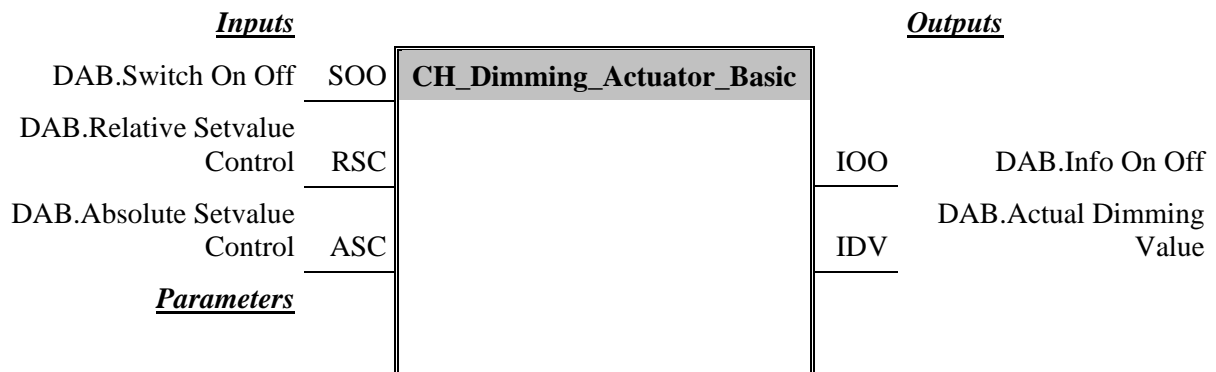 Inputs
Outputs
DAB.Switch On Off SOO CH_Dimming_Actuator_Basic
DAB.Relative Setvalue
Control RSC IOO DAB.Info On Off
DAB.Absolute Setvalue DAB.Actual Dimming
Control ASC IDV Value
Parameters